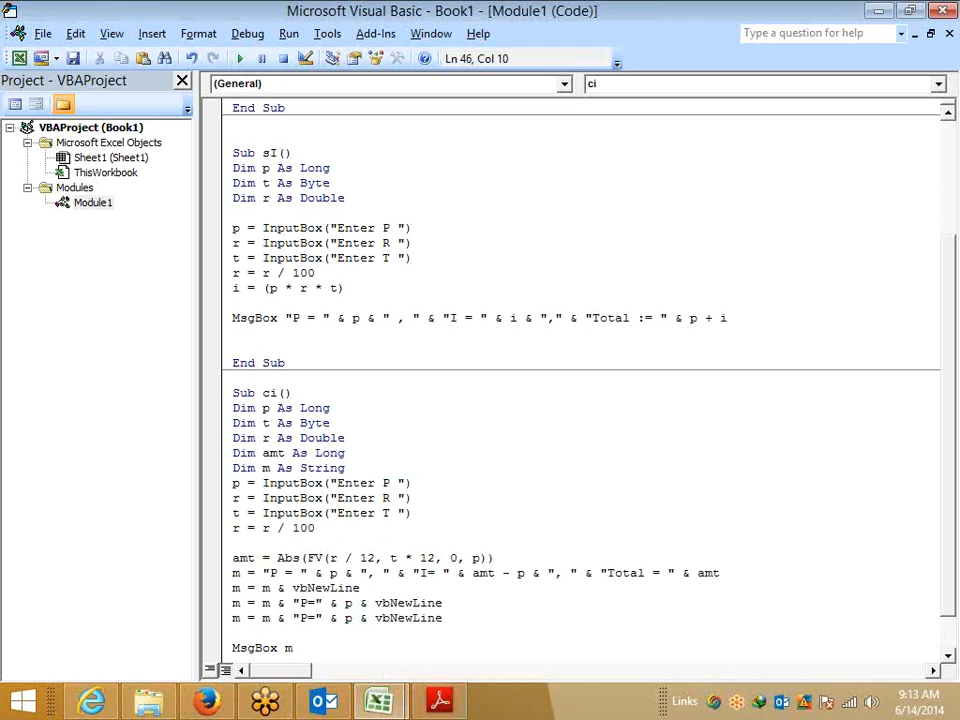 Microsoft Visual Basic - Book1 - [Module1 (Code)]
File Edit View Insert Format Debug Run Tools Add-Ins Window Help
Type a question for help
Ln 46, Col 10
Project - VBAProject
(General)
ci
VBAProject (Book1)
Microsoft Excel Objects
Sheet1 (Sheet1)
ThisWorkbook
Modules
Module1
End Sub
Sub sI()
Dim p As Long
Dim t As Byte
Dim r As Double
p = InputBox("Enter P ")
r = InputBox("Enter R ")
t = InputBox("Enter T ")
r = r / 100
i = (p * r * t)
MsgBox "P = " & p & " , " & "I = " & i & "," & "Total := " & p + i
End Sub
Sub ci()
Dim p As Long
Dim t As Byte
Dim r As Double
Dim amt As Long
Dim m As String
p = InputBox("Enter P ")
r = InputBox("Enter R ")
t = InputBox("Enter T ")
r = r / 100
amt = Abs(FV(r / 12, t * 12, 0, p))
m = "P = " & p & ", " & "I= " & amt - p & ", " & "Total = " & amt
m = m & vbNewLine
m = m & "P=" & p & vbNewLine
m = m & "P=" & p & vbNewLine
MsgBox m
Links
9:13 AM
6/14/2014